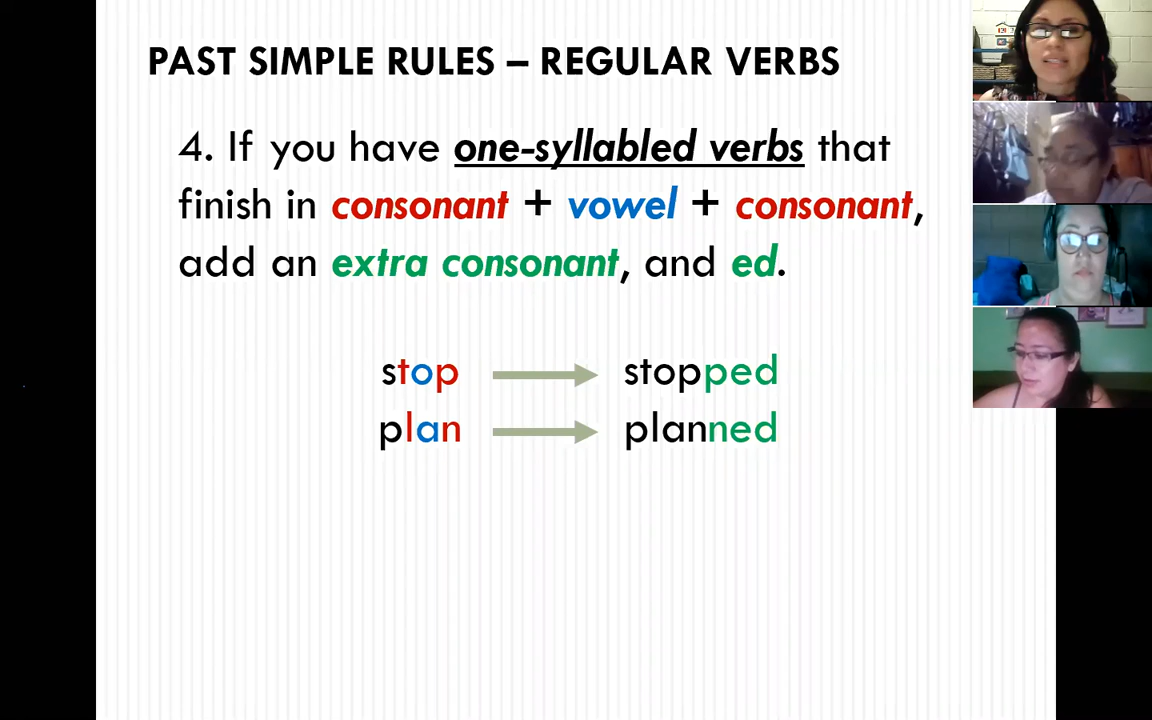 PAST SIMPLE RULES – REGULAR VERBS
4. If you have one-syllabled verbs that
finish in consonant + vowel + consonant,
add an extra consonant, and ed.
stop stopped
plan planned